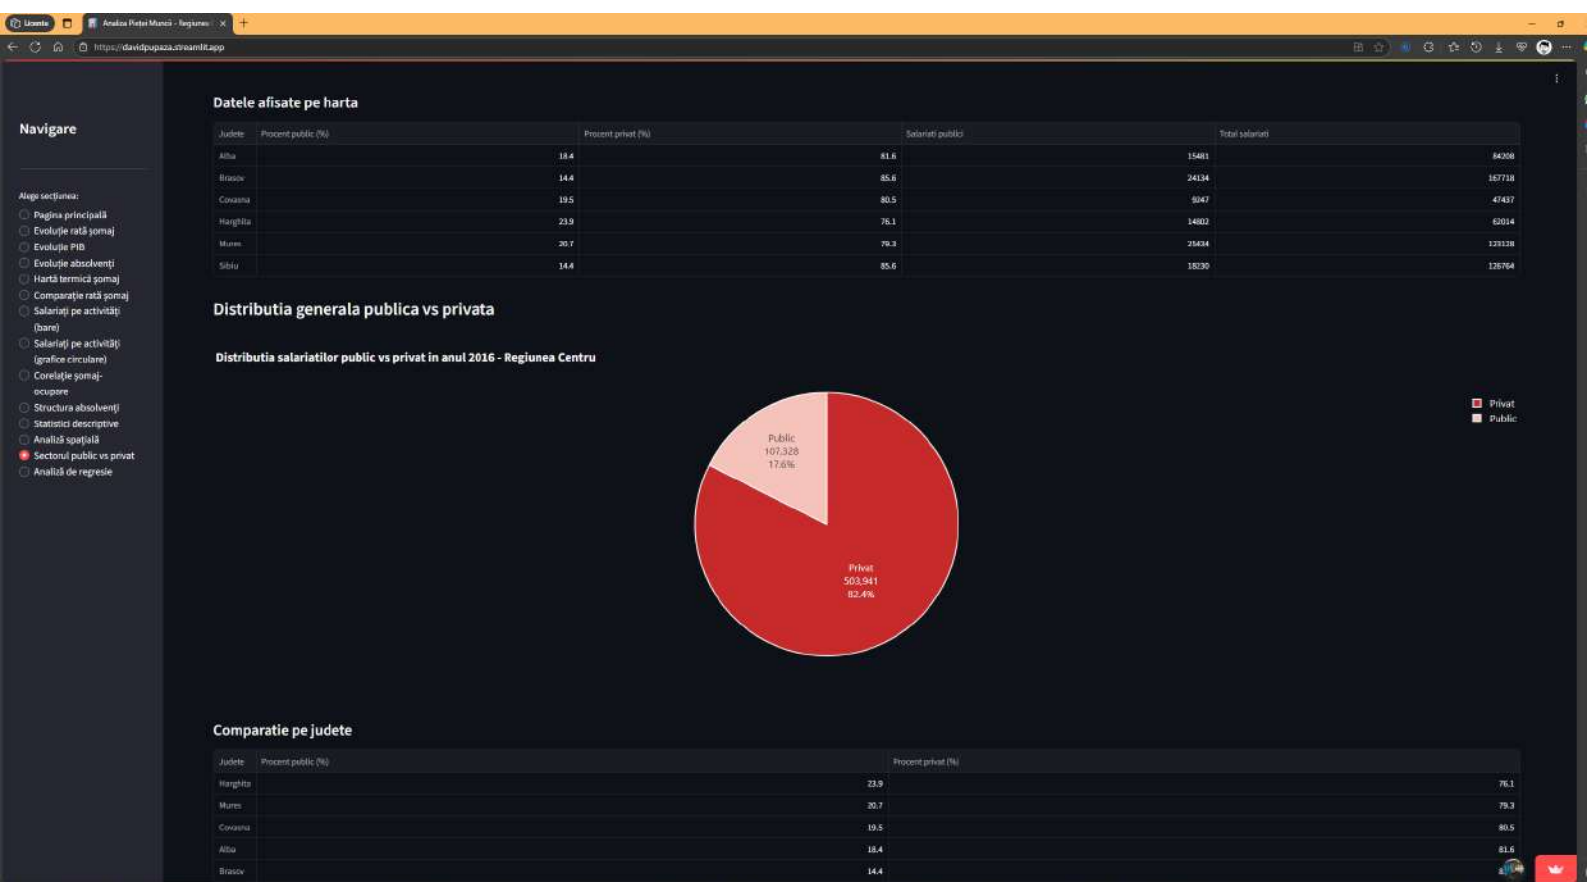 Licenta
Analiza Pieței Muncii - Regiunea
https://davidpupaza.streamlit.app
Navigare
Alege secțiunea:
Pagina principală
Evoluție rată șomaj
Evoluție PIB
Evoluție absolvenți
Hartă termică șomaj
Comparație rată șomaj
Salariați pe activități
(bare)
Salariați pe activități
(grafice circulare)
Corelație șomaj-
ocupare
Structura absolvenți
Statistici descriptive
Analiză spațială
Sectorul public vs privat
Analiză de regresie
Datele afisate pe harta
Judete Procent public (%) Procent privat (%) Salariati publici Total salariati
Alba 18.4 81.6 15481 84208
Brasov 14.4 85.6 24134 167718
Covasna 19.5 80.5 9247 47437
Harghita 23.9 76.1 14802 62014
Mures 20.7 79.3 25434 123128
Sibiu 14.4 85.6 18230 126764
Distributia generala publica vs privata
Distributia salariatilor public vs privat in anul 2016 - Regiunea Centru
Privat
Public
Public
107,328
17.6%
Privat
503,941
82.4%
Comparatie pe judete
Judete Procent public (%) Procent privat (%)
Harghita 23.9 76.1
Mures 20.7 79.3
Covasna 19.5 80.5
Alba 18.4 81.6
Brasov 14.4